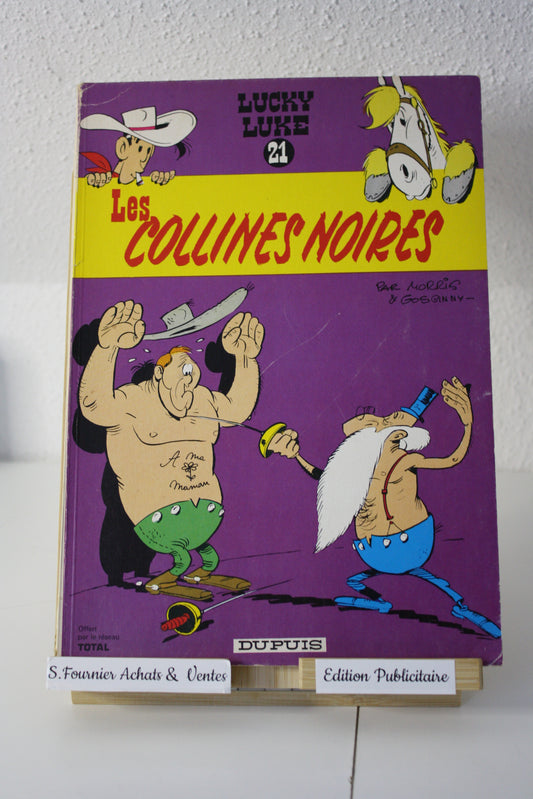 LUCKY
LUKE
21
Les
COLLINES NOIRES
PAR MORRIS
& GOSCINNY
A ma
maman
Offert
par le réseau
TOTAL
DUPUIS
S.Fournier Achats & Ventes
Edition Publicitaire